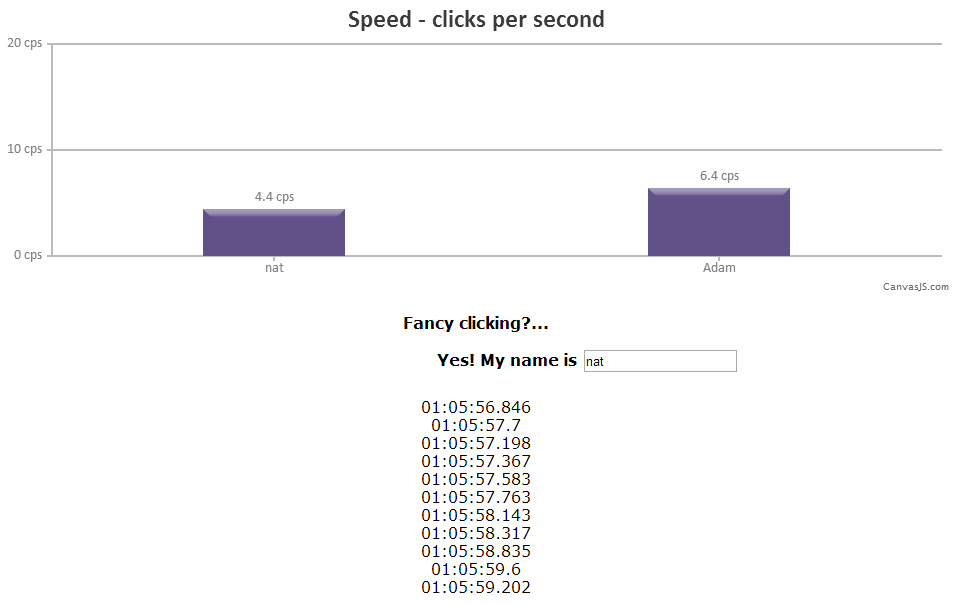 Speed - clicks per second
20 cps
10 cps
6.4 cps
4.4 cps
0 cps
nat Adam
CanvasJS.com
Fancy clicking?...
Yes! My name is nat
01:05:56.846
01:05:57.7
01:05:57.198
01:05:57.367
01:05:57.583
01:05:57.763
01:05:58.143
01:05:58.317
01:05:58.835
01:05:59.6
01:05:59.202